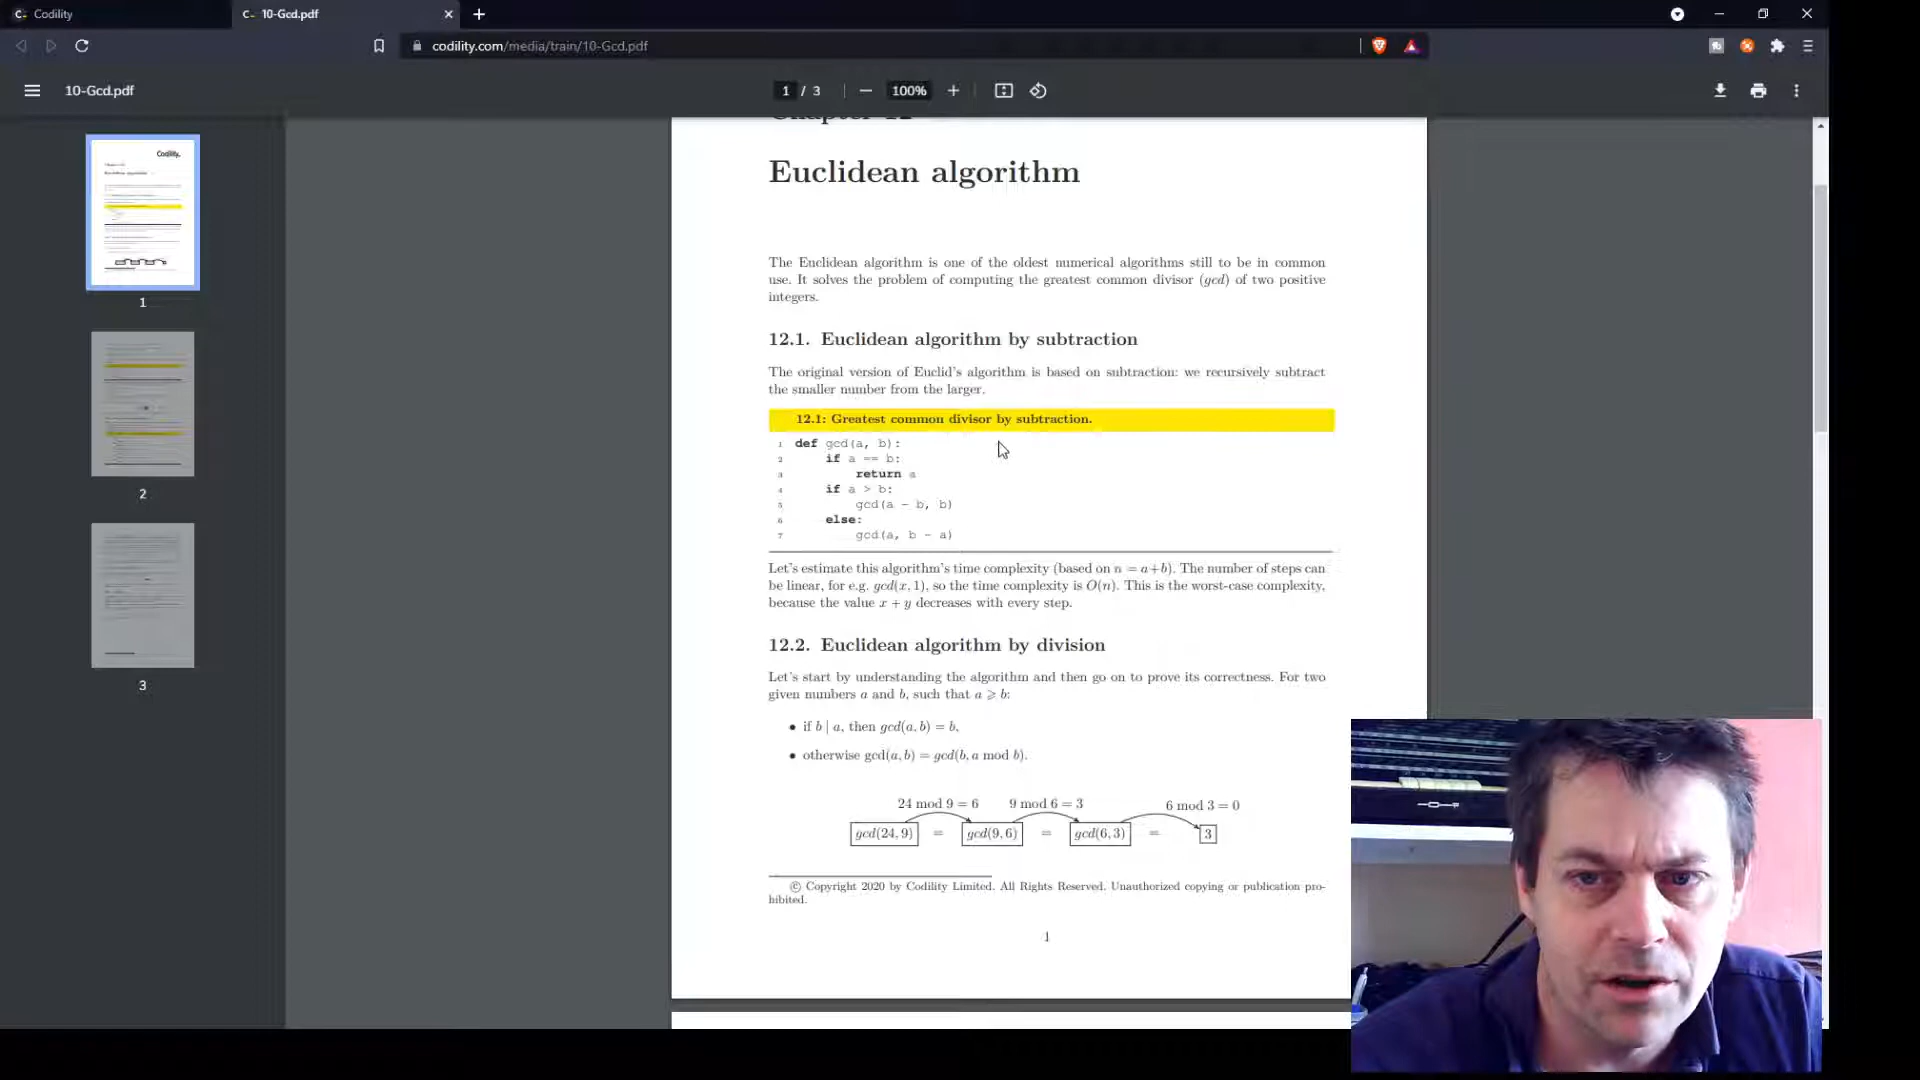 Codility
10-Gcd.pdf
codility.com/media/train/10-Gcd.pdf
10-Gcd.pdf
1 / 3
100%
Codility.
1
2
3
Chapter 12
Euclidean algorithm
The Euclidean algorithm is one of the oldest numerical algorithms still to be in common
use. It solves the problem of computing the greatest common divisor (gcd) of two positive
integers.
12.1. Euclidean algorithm by subtraction
The original version of Euclid's algorithm is based on subtraction: we recursively subtract
the smaller number from the larger.
12.1: Greatest common divisor by subtraction.
1 def gcd(a, b):
2 if a == b:
3 return a
4 if a > b:
5 gcd(a - b, b)
6 else:
7 gcd(a, b - a)
Let's estimate this algorithm's time complexity (based on n = a+b). The number of steps can
be linear, for e.g. gcd(x, 1), so the time complexity is O(n). This is the worst-case complexity,
because the value x + y decreases with every step.
12.2. Euclidean algorithm by division
Let's start by understanding the algorithm and then go on to prove its correctness. For two
given numbers a and b, such that a ⩾ b:
• if b | a, then gcd(a, b) = b,
• otherwise gcd(a, b) = gcd(b, a mod b).
24 mod 9 = 6 9 mod 6 = 3 6 mod 3 = 0
gcd(24, 9) = gcd(9, 6) = gcd(6, 3) = 3
© Copyright 2020 by Codility Limited. All Rights Reserved. Unauthorized copying or publication pro-
hibited.
1